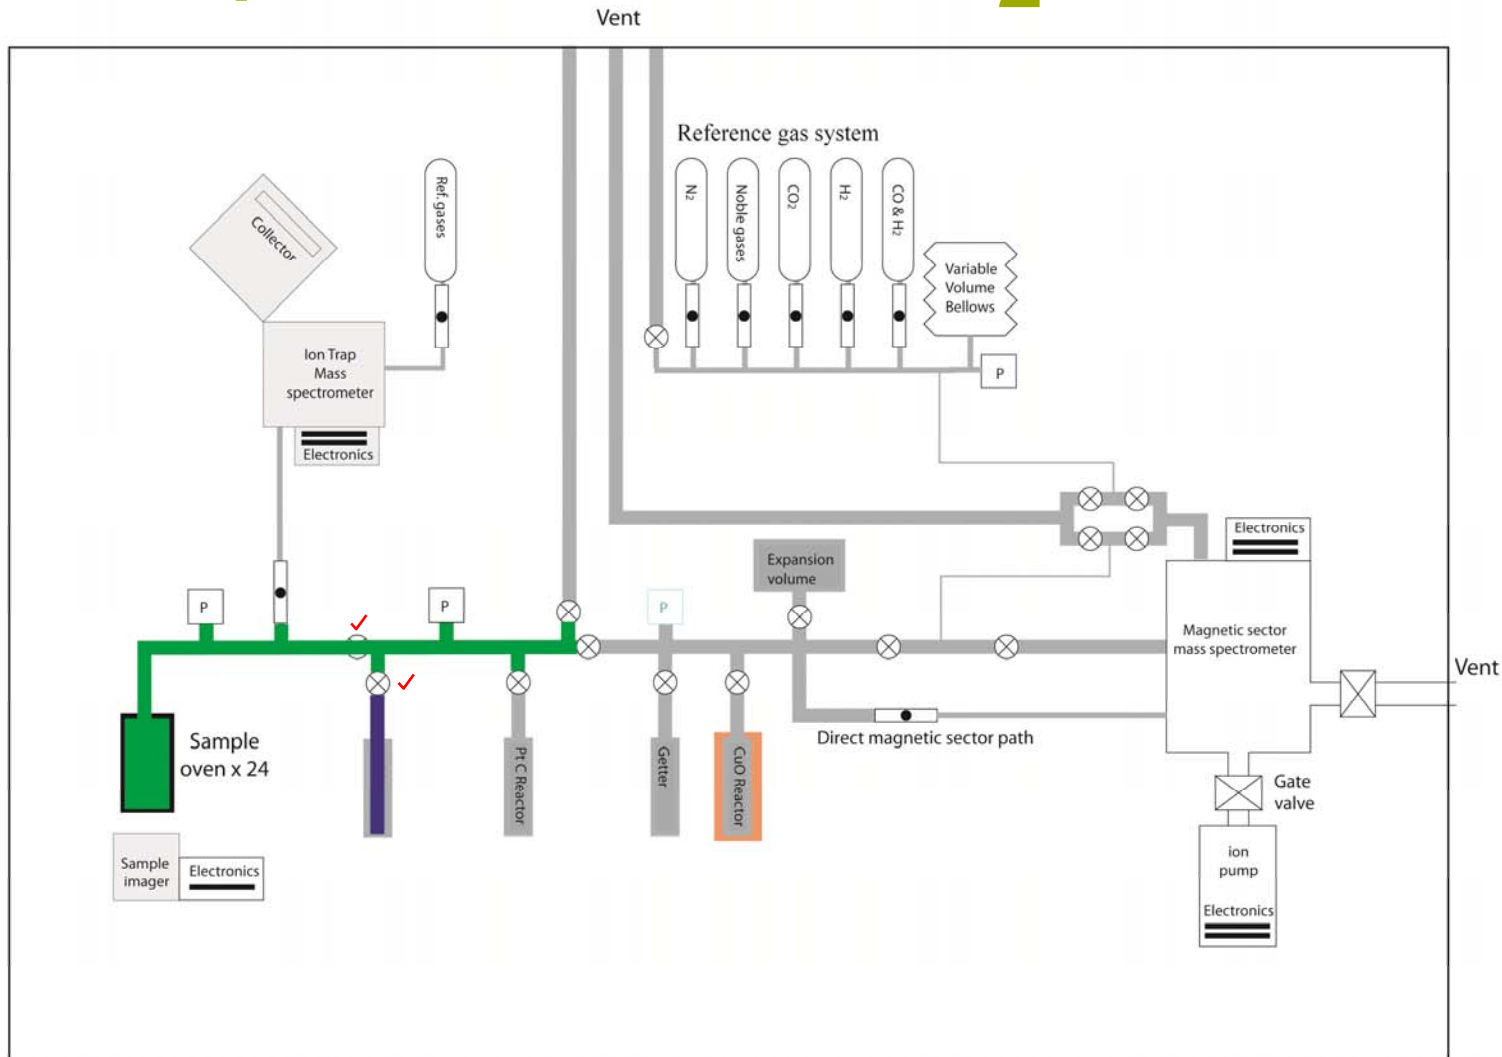 Vent
Reference gas system
Ref. gases
N2
Noble gases
CO2
H2
CO & H2
Collector
Variable
Volume
Bellows
Ion Trap
Mass
spectrometer
P
Electronics
Electronics
Expansion
volume
P
P
P
Magnetic sector
mass spectrometer
Vent
Sample
oven x 24
Pt C Reactor
Getter
CuO Reactor
Direct magnetic sector path
Gate
valve
Sample
imager
Electronics
ion
pump
Electronics